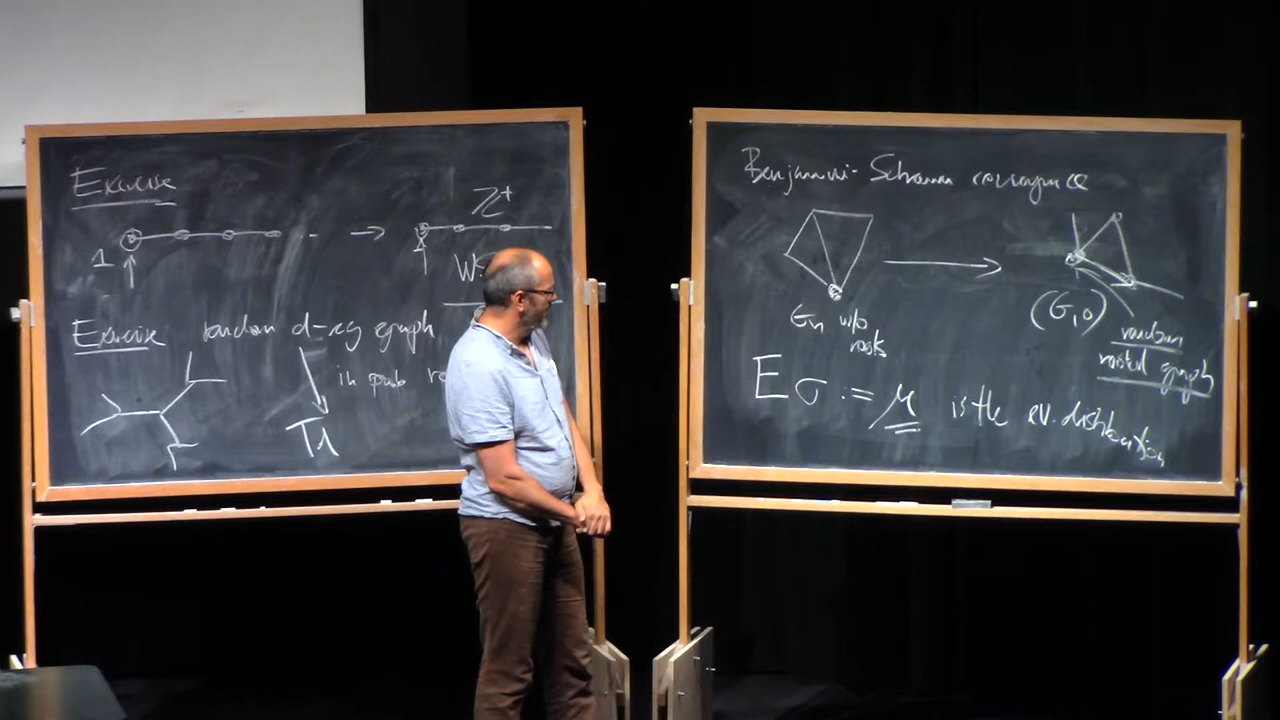 Exercise
1 → Z+
Exercise random d-reg graph
in prob
Td
Benjamini-Schramm convergence
Gn w/o
roots
(G,o)
random
rooted graph
E σ := μ is the ev. distribution